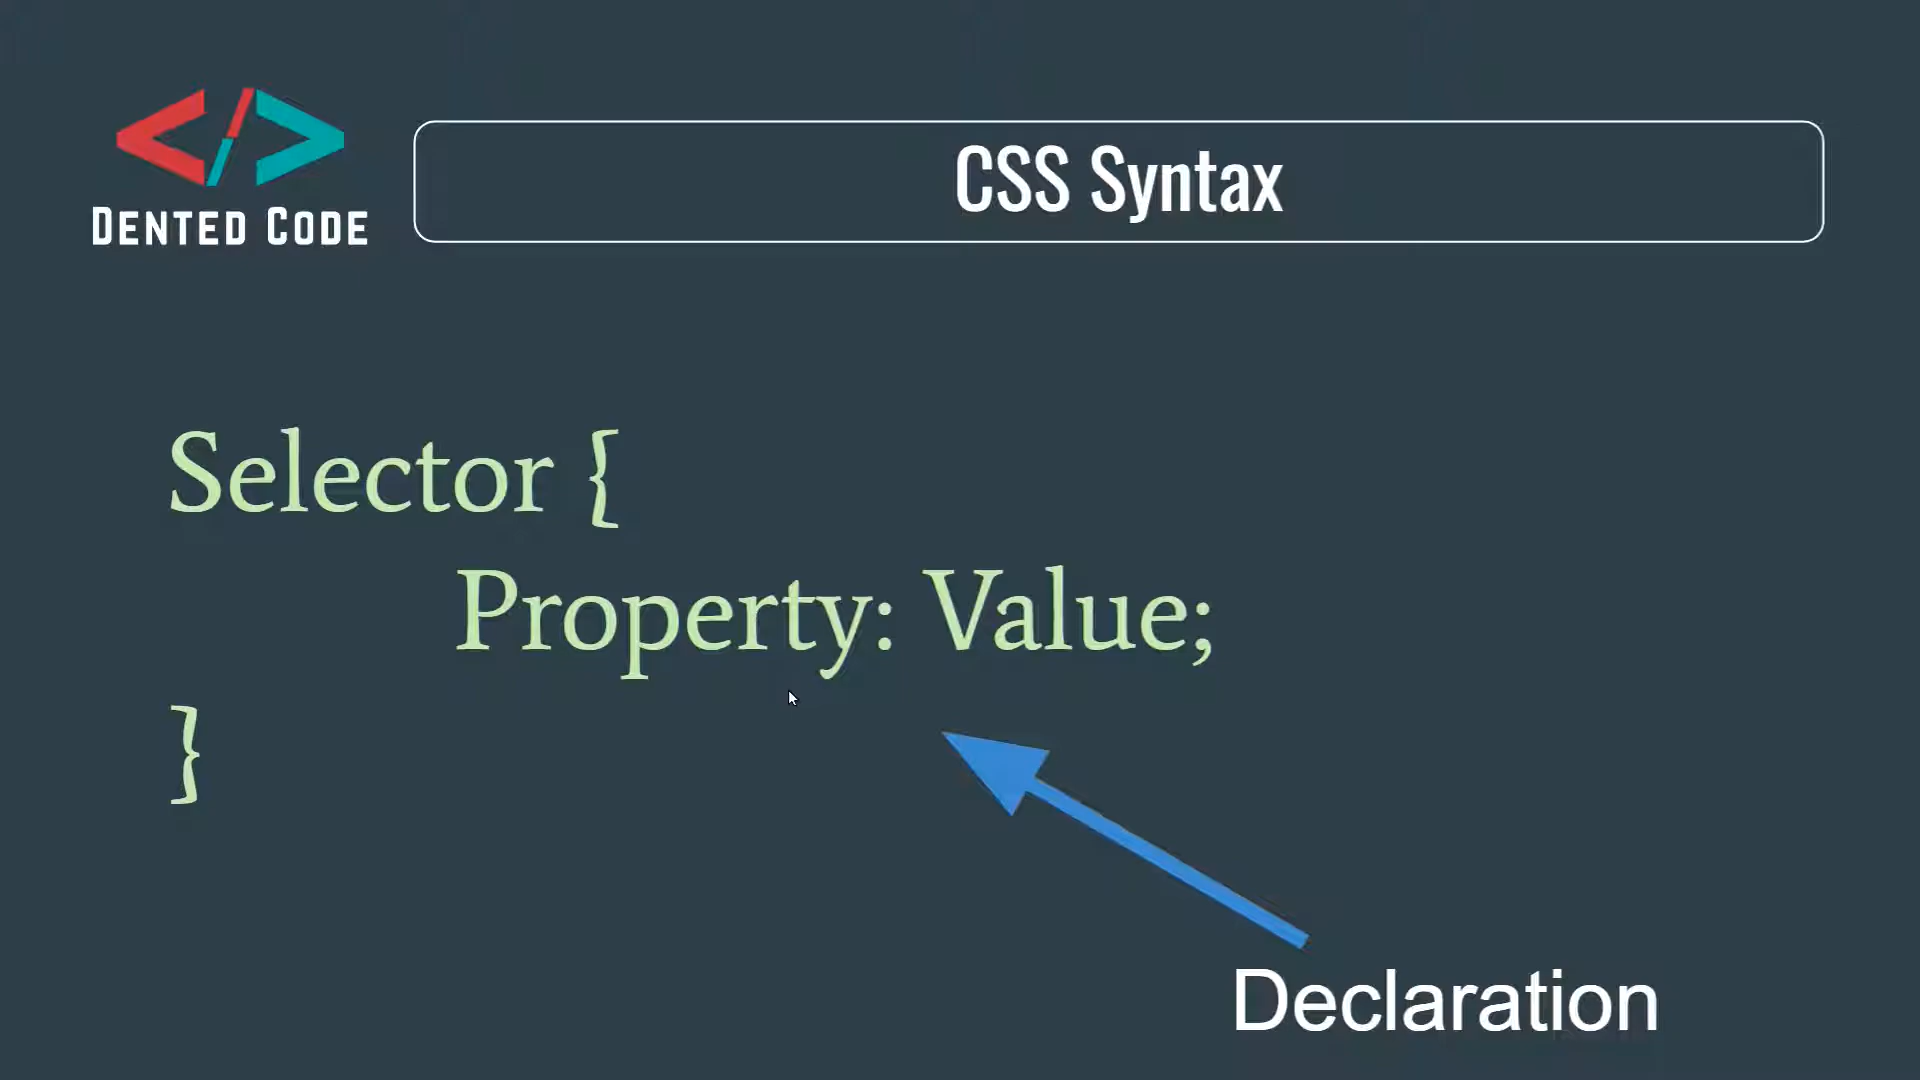 </>
DENTED CODE
CSS Syntax
Selector {
Property: Value;
}
Declaration